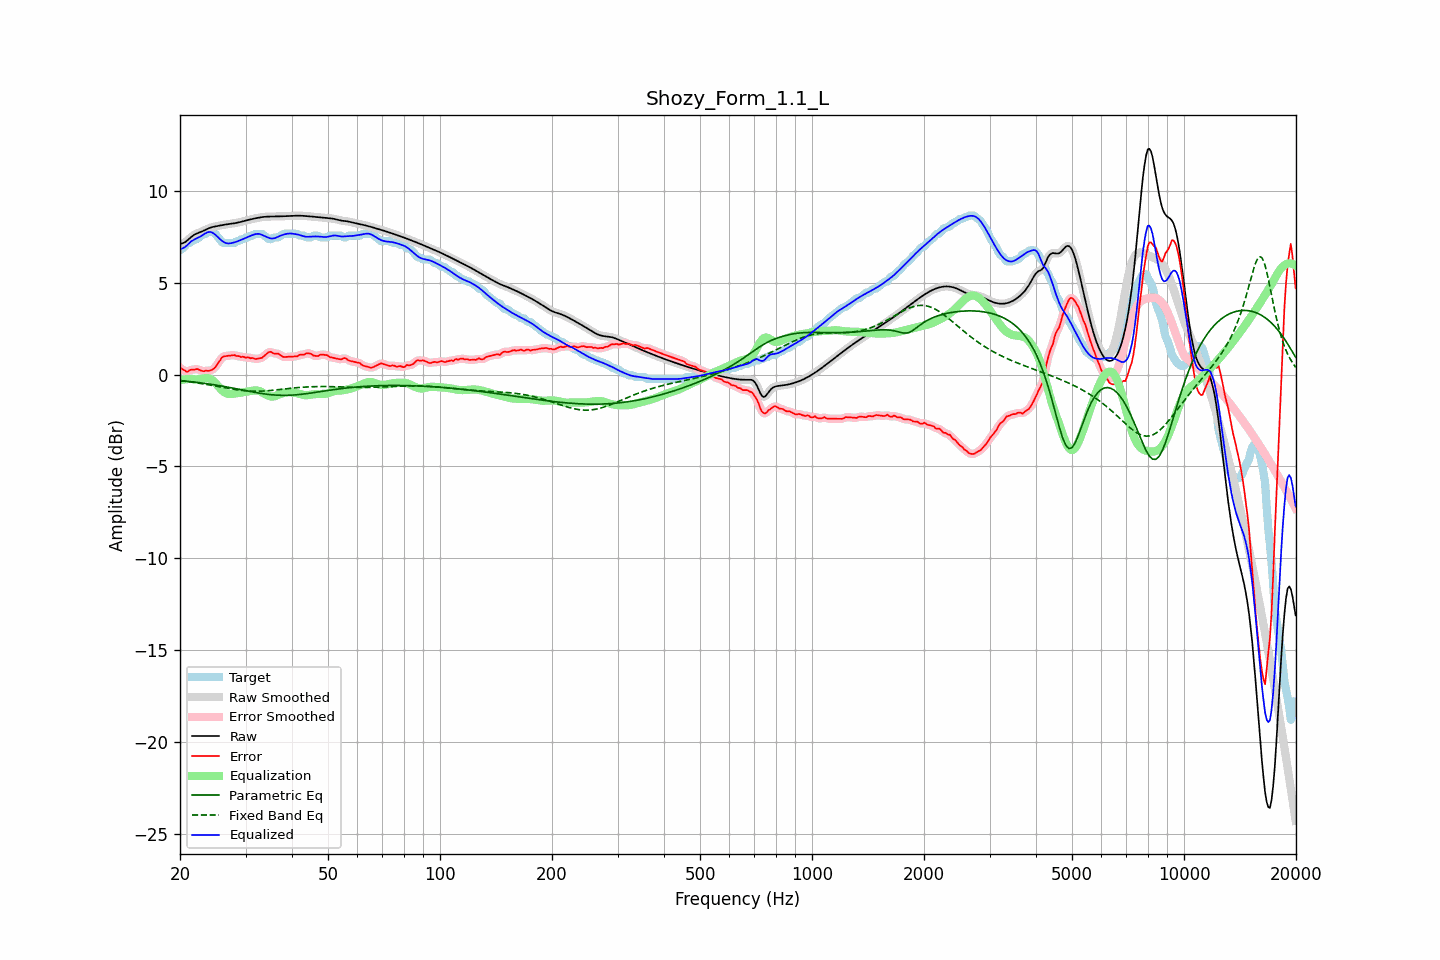 Shozy_Form_1.1_L
Amplitude (dBr)
10
5
0
−5
−10
−15
−20
−25
Target
Raw Smoothed
Error Smoothed
Raw
Error
Equalization
Parametric Eq
Fixed Band Eq
Equalized
20 50 100 200 500 1000 2000 5000 10000 20000
Frequency (Hz)